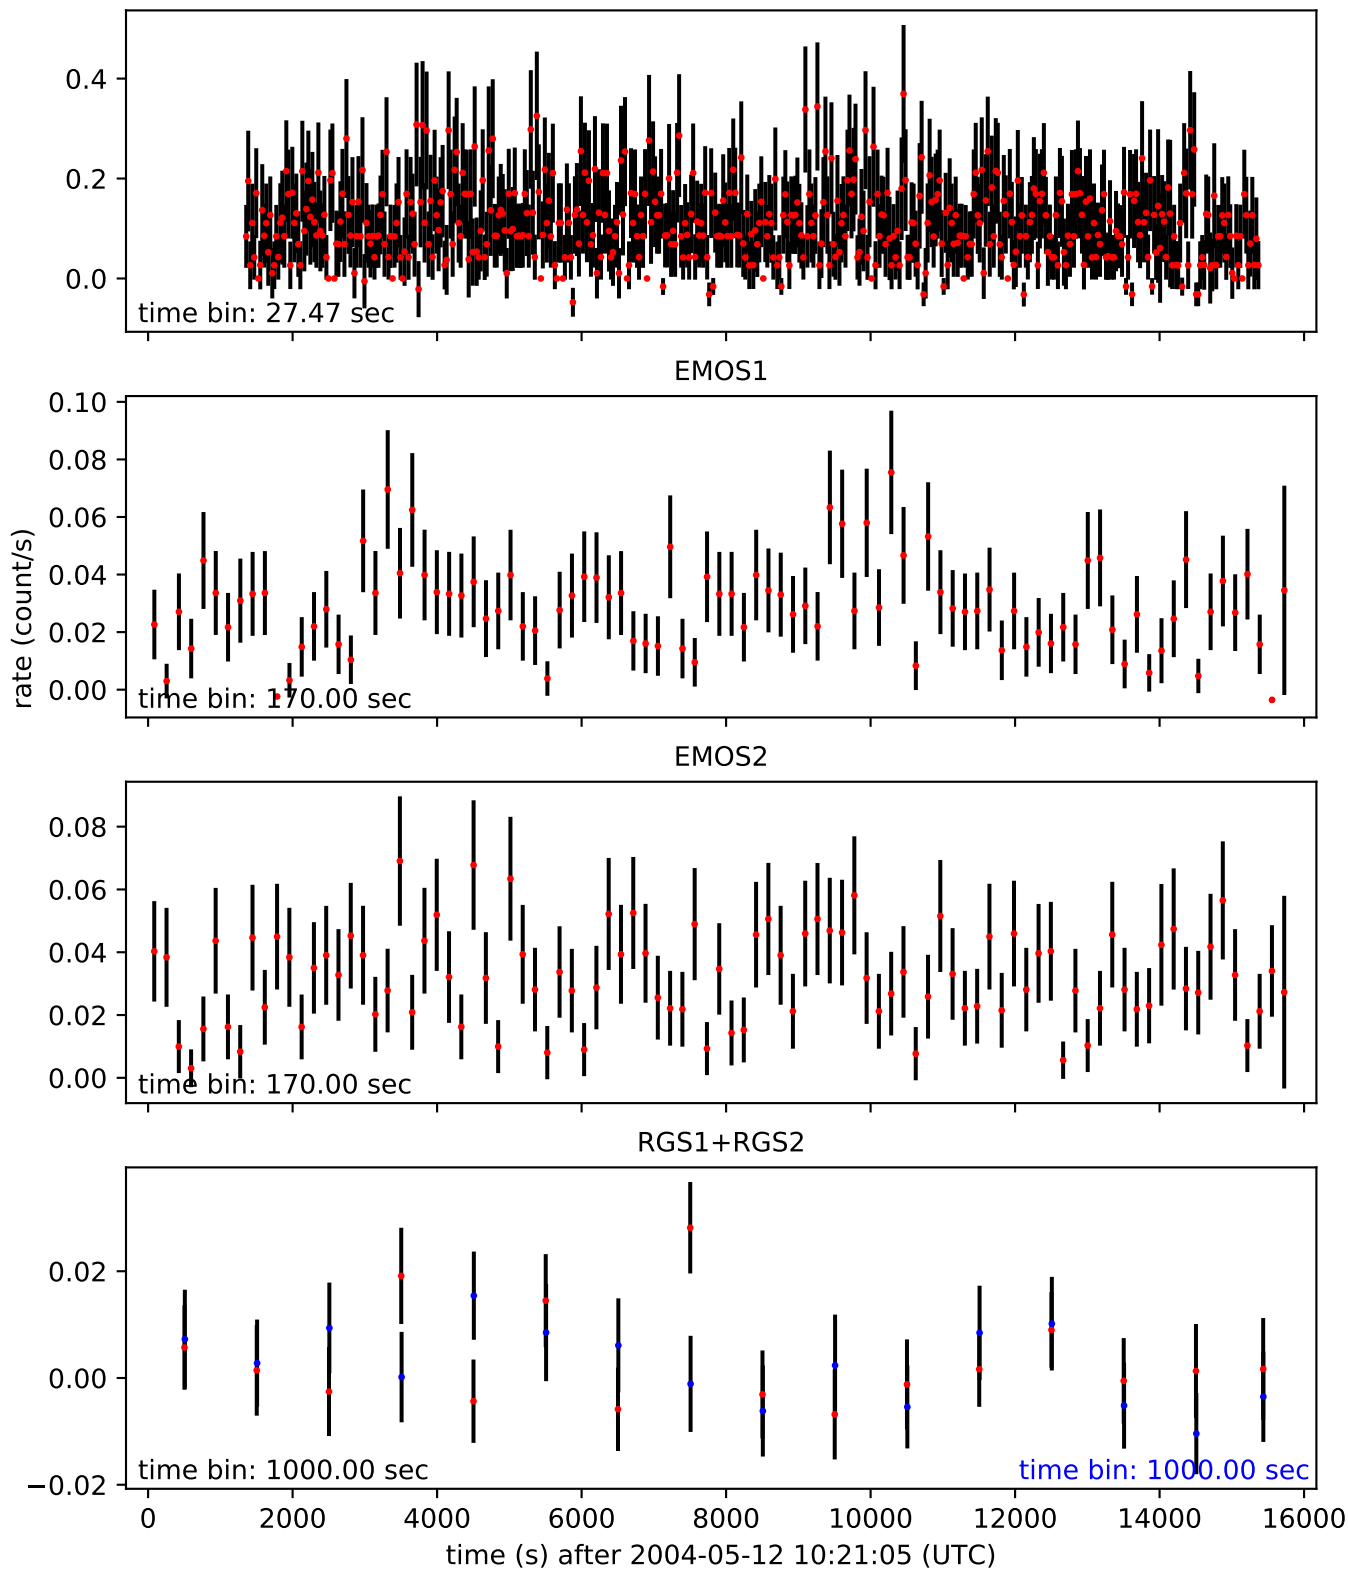 0.4
0.2
0.0
time bin: 27.47 sec
EMOS1
0.10
0.08
0.06
0.04
0.02
0.00
time bin: 170.00 sec
rate (count/s)
EMOS2
0.08
0.06
0.04
0.02
0.00
time bin: 170.00 sec
RGS1+RGS2
0.02
0.00
−0.02
time bin: 1000.00 sec
time bin: 1000.00 sec
0 2000 4000 6000 8000 10000 12000 14000 16000
time (s) after 2004-05-12 10:21:05 (UTC)